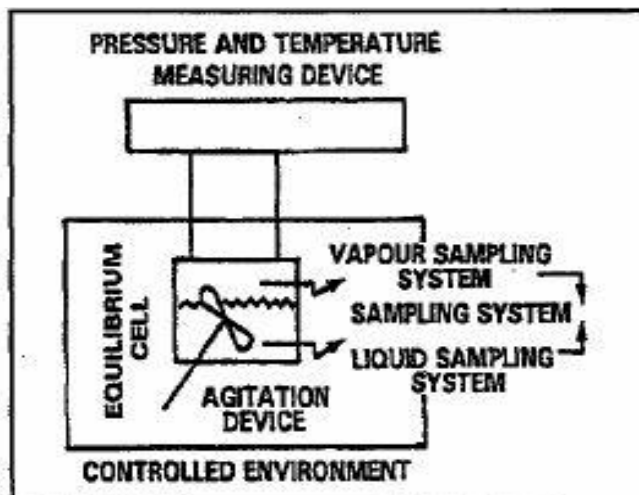 PRESSURE AND TEMPERATURE
MEASURING DEVICE
EQUILIBRIUM
CELL
VAPOUR SAMPLING
SYSTEM
SAMPLING SYSTEM
LIQUID SAMPLING
SYSTEM
AGITATION
DEVICE
CONTROLLED ENVIRONMENT